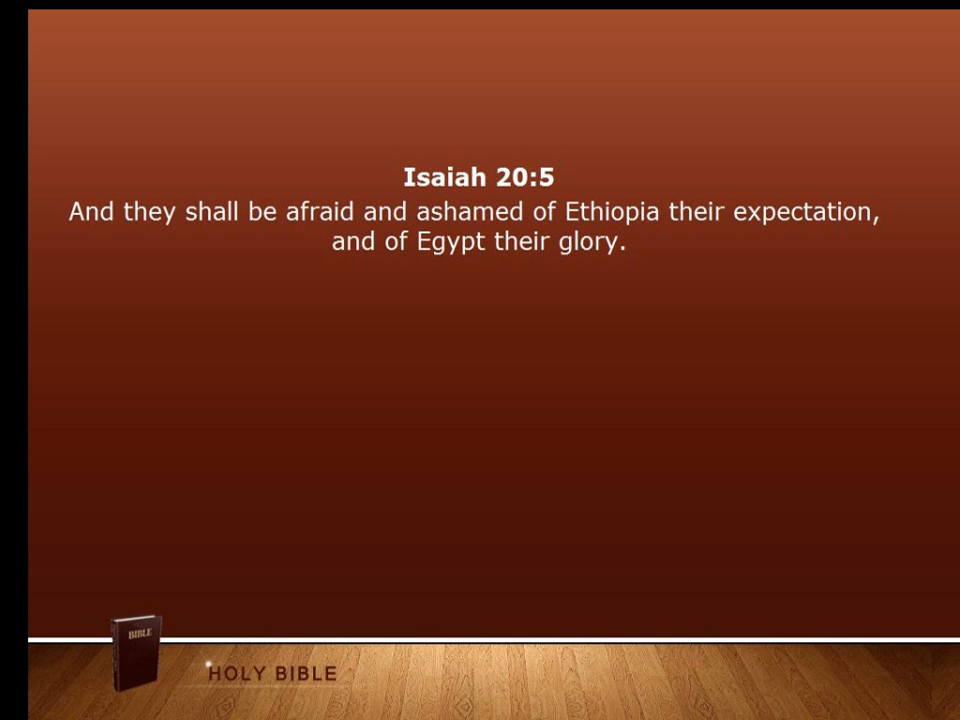 Isaiah 20:5
And they shall be afraid and ashamed of Ethiopia their expectation,
and of Egypt their glory.
BIBLE
HOLY BIBLE